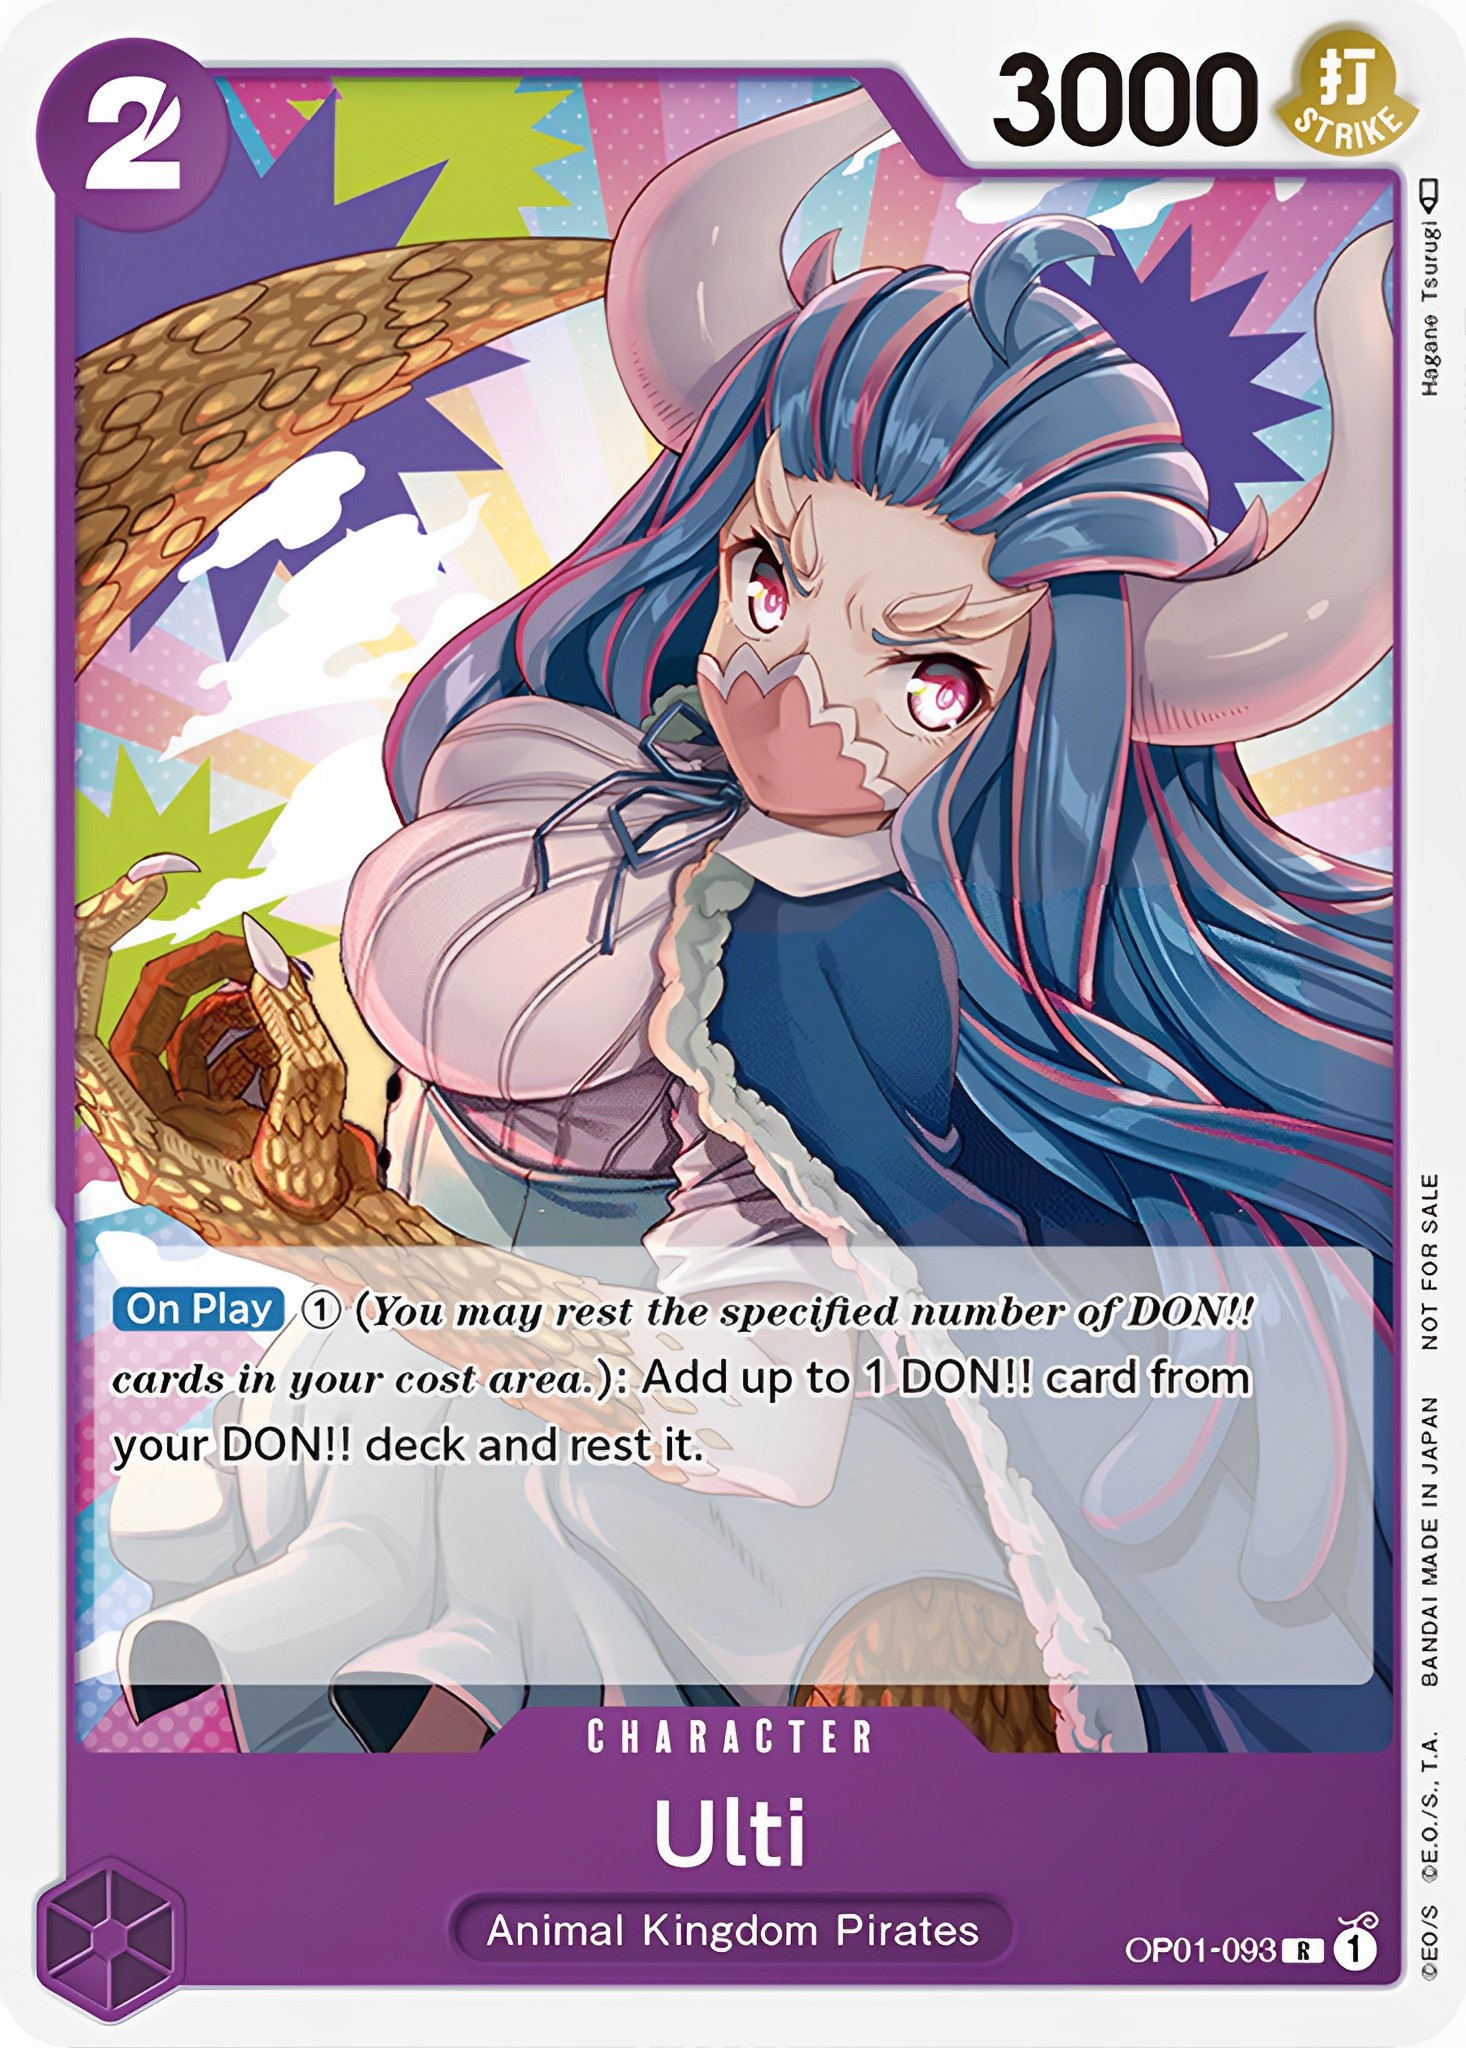 2
3000
打
STRIKE
Hagane Tsurugi
On Play ① (You may rest the specified number of DON!!
cards in your cost area.): Add up to 1 DON!! card from
your DON!! deck and rest it.
CHARACTER
Ulti
Animal Kingdom Pirates
OP01-093 R 1
©EO/S ©E.O./S., T.A. BANDAI MADE IN JAPAN NOT FOR SALE